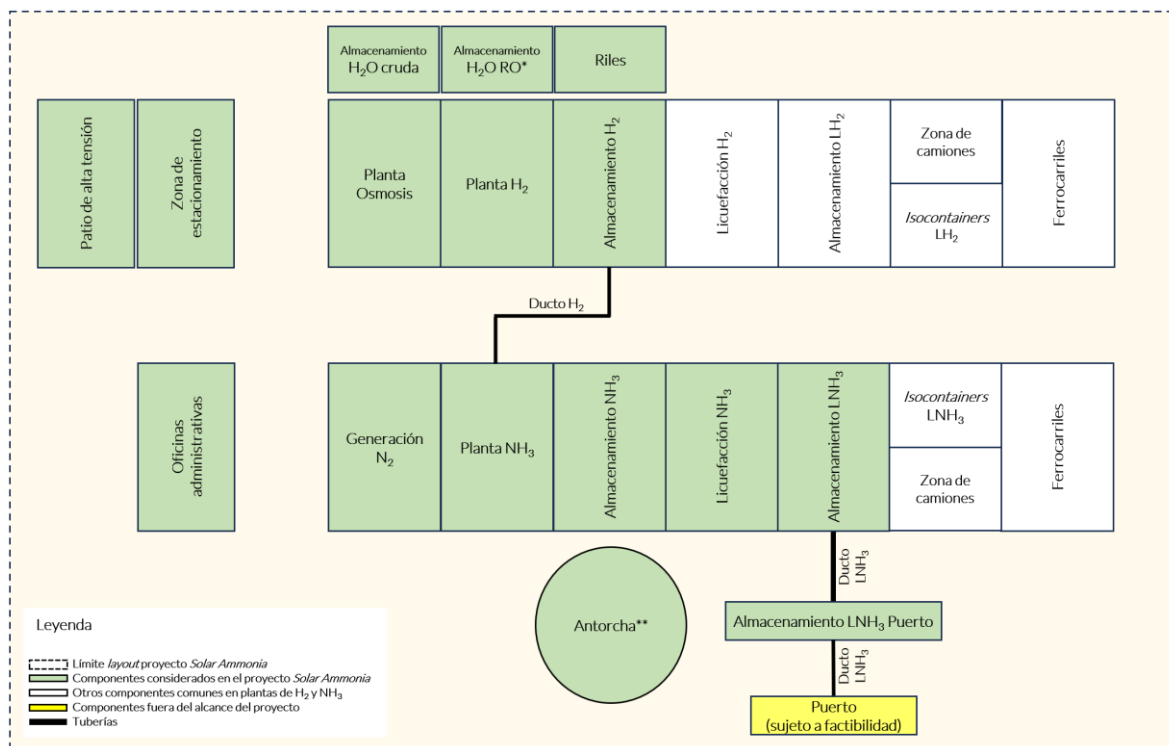 Almacenamiento
H₂O cruda
Almacenamiento
H₂O RO*
Riles
Patio de alta tensión
Zona de
estacionamiento
Planta
Osmosis
Planta H₂
Almacenamiento H₂
Licuefacción H₂
Almacenamiento LH₂
Zona de
camiones
Isocontainers
LH₂
Ferrocarriles
Ducto H₂
Oficinas
administrativas
Generación
N₂
Planta NH₃
Almacenamiento NH₃
Licuefacción NH₃
Almacenamiento LNH₃
Isocontainers
LNH₃
Zona de
camiones
Ferrocarriles
Ducto
LNH₃
Antorcha**
Almacenamiento LNH₃ Puerto
Ducto
LNH₃
Puerto
(sujeto a factibilidad)
Leyenda
Límite layout proyecto Solar Ammonia
Componentes considerados en el proyecto Solar Ammonia
Otros componentes comunes en plantas de H₂ y NH₃
Componentes fuera del alcance del proyecto
Tuberías